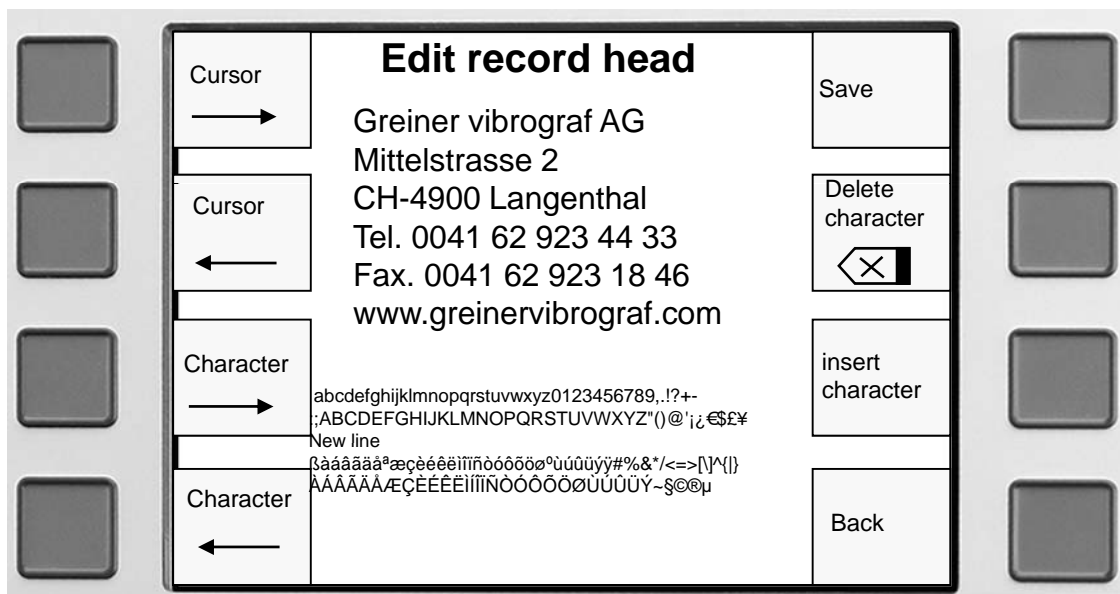 Edit record head
Cursor
Cursor
Character
Character
Greiner vibrograf AG
Mittelstrasse 2
CH-4900 Langenthal
Tel. 0041 62 923 44 33
Fax. 0041 62 923 18 46
www.greinervibrograf.com
abcdefghijklmnopqrstuvwxyz0123456789,.!?+-
:;ABCDEFGHIJKLMNOPQRSTUVWXYZ"()@'¡¿€$£¥
New line
ßàáâãäåªæçèéêëìîïñòóôõöøºùúûüýÿ#%&*/<=>[\]^{|}
ÀÁÂÃÄÅÆÇÈÉÊËÌÍÎÏÑÒÓÔÕÖØÙÚÛÜÝ~§©®µ
Save
Delete
character
insert
character
Back